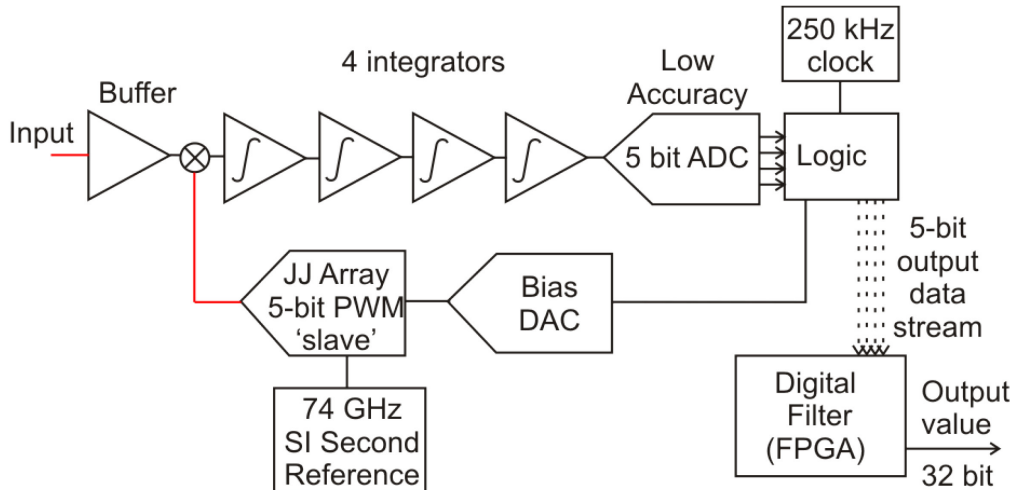 250 kHz
clock
4 integrators
Low
Accuracy
Buffer
Input
5 bit ADC
Logic
5-bit
output
data
stream
JJ Array
5-bit PWM
‘slave’
Bias
DAC
74 GHz
SI Second
Reference
Digital
Filter
(FPGA)
Output
value
32 bit